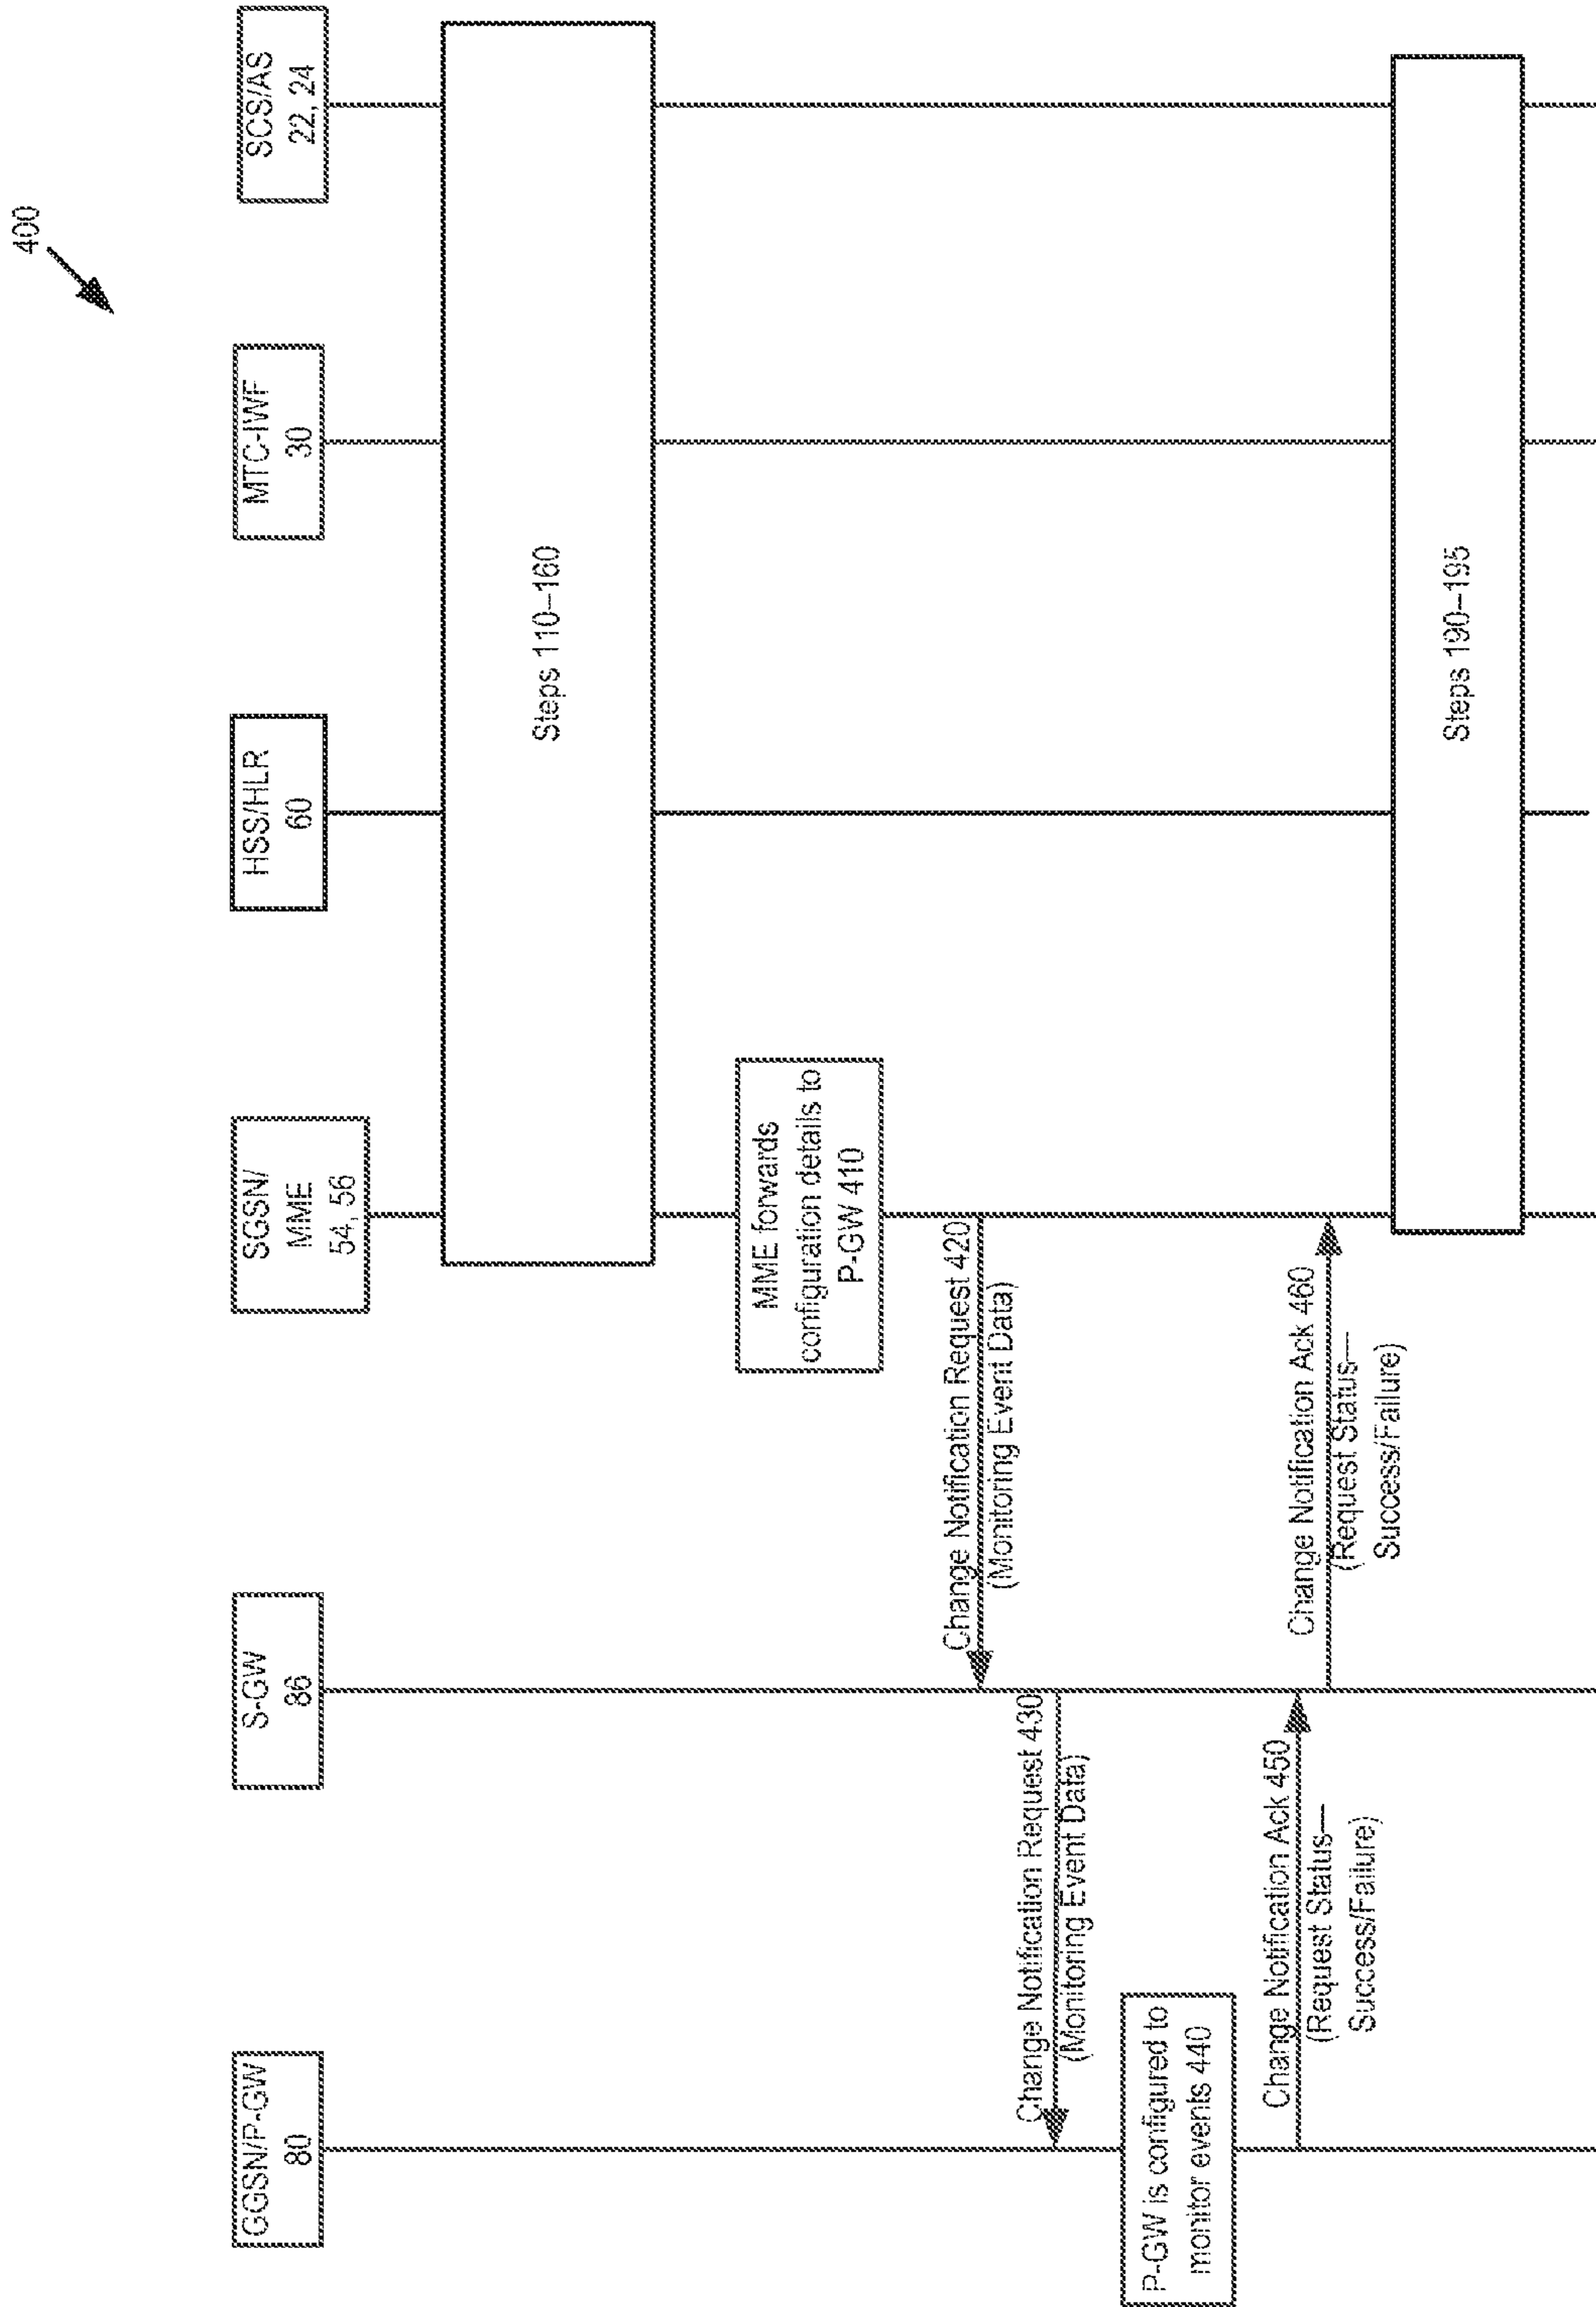 400
GGSN/P-GW
80
S-GW
86
SGSN/
MME
54, 56
HSS/HLR
60
MTC-IWF
30
SCS/AS
22, 24
Steps 110–160
MME forwards
configuration details to
P-GW 410
Change Notification Request 420
(Monitoring Event Data)
Change Notification Request 430
(Monitoring Event Data)
P-GW is configured to
monitor events 440
Change Notification Ack 450
(Request Status—
Success/Failure)
Change Notification Ack 460
(Request Status—
Success/Failure)
Steps 190–195